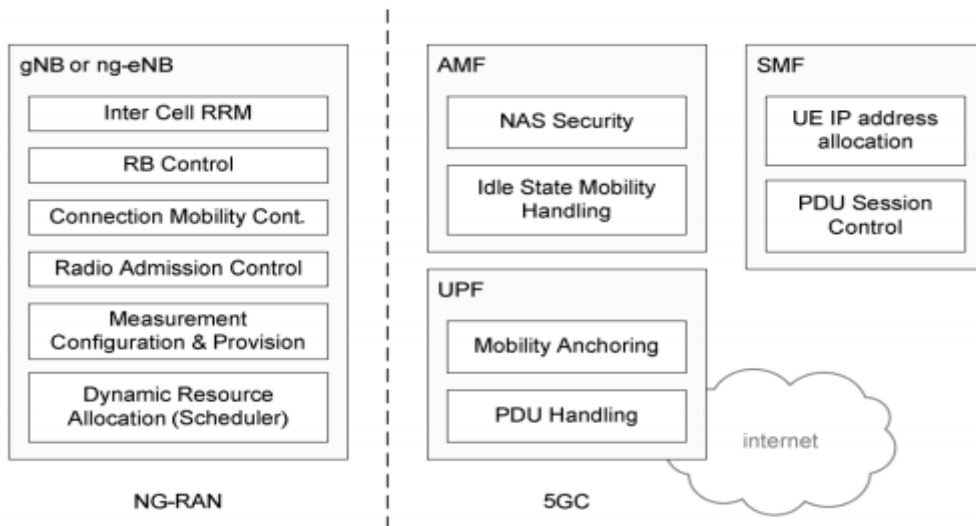 gNB or ng-eNB
Inter Cell RRM
RB Control
Connection Mobility Cont.
Radio Admission Control
Measurement
Configuration & Provision
Dynamic Resource
Allocation (Scheduler)
NG-RAN
AMF
NAS Security
Idle State Mobility
Handling
SMF
UE IP address
allocation
PDU Session
Control
UPF
Mobility Anchoring
PDU Handling
internet
5GC